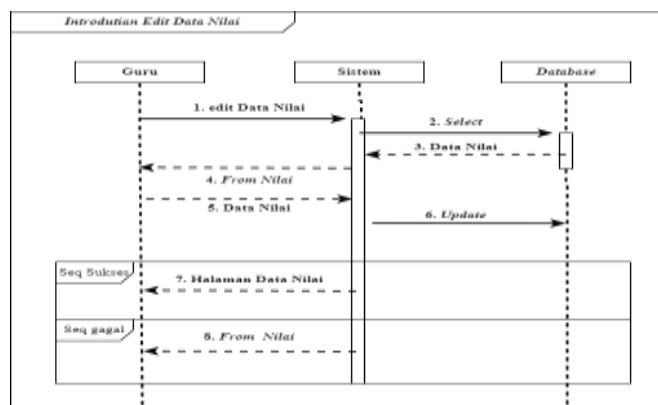 Introdutian Edit Data Nilai
Guru
Sistem
Database
1. edit Data Nilai
2. Select
3. Data Nilai
4. From Nilai
5. Data Nilai
6. Update
Seq Sukses
7. Halaman Data Nilai
Seq gagal
8. From Nilai